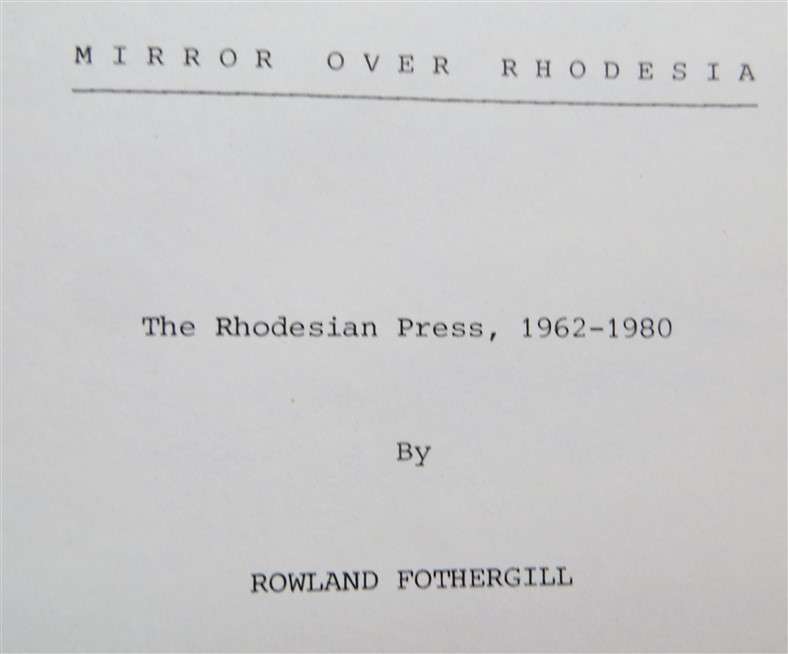 MIRROR OVER RHODESIA
The Rhodesian Press, 1962-1980
By
ROWLAND FOTHERGILL